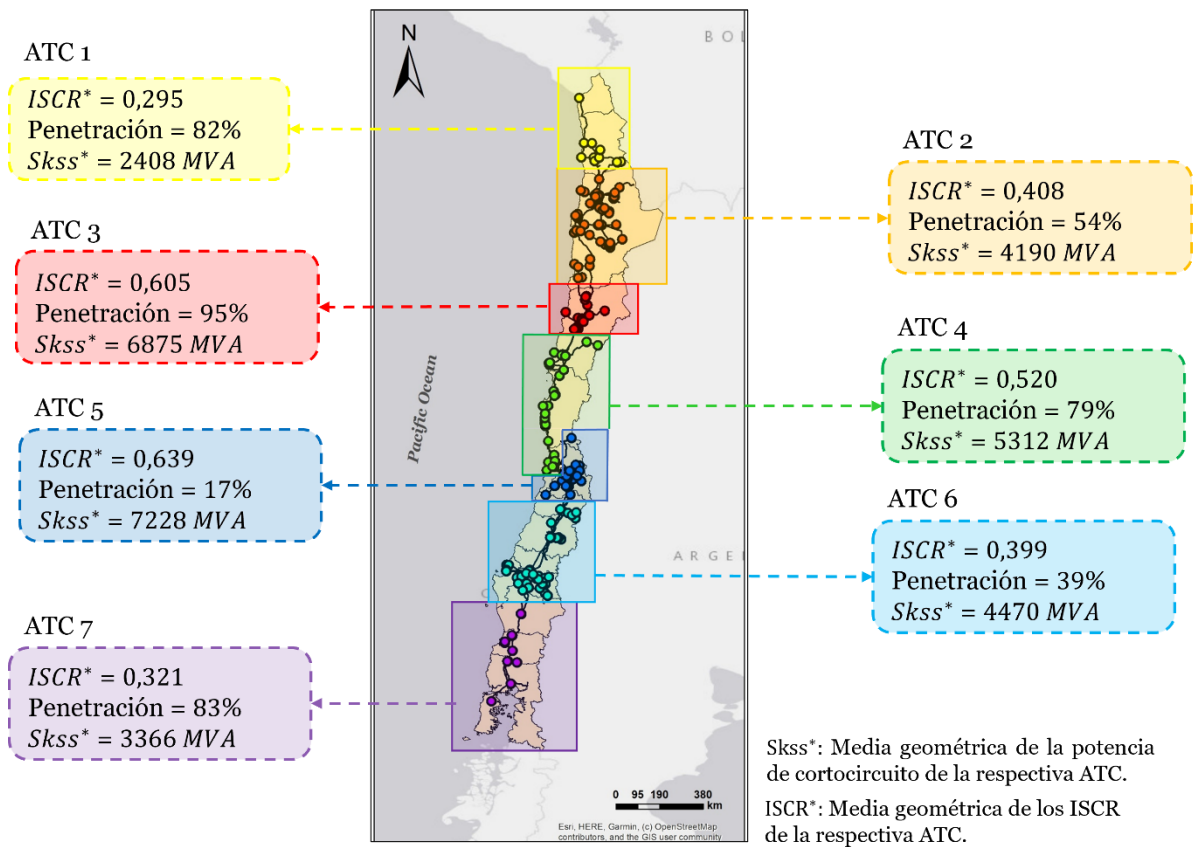 ATC 1
ISCR* = 0,295
Penetración = 82%
Skss* = 2408 MVA
ATC 2
ISCR* = 0,408
Penetración = 54%
Skss* = 4190 MVA
ATC 3
ISCR* = 0,605
Penetración = 95%
Skss* = 6875 MVA
ATC 4
ISCR* = 0,520
Penetración = 79%
Skss* = 5312 MVA
ATC 5
ISCR* = 0,639
Penetración = 17%
Skss* = 7228 MVA
ATC 6
ISCR* = 0,399
Penetración = 39%
Skss* = 4470 MVA
ATC 7
ISCR* = 0,321
Penetración = 83%
Skss* = 3366 MVA
N
BOL
Pacific Ocean
ARGE
0 95 190 380
km
Esri, HERE, Garmin, (c) OpenStreetMap
contributors, and the GIS user community
Skss*: Media geométrica de la potencia
de cortocircuito de la respectiva ATC.
ISCR*: Media geométrica de los ISCR
de la respectiva ATC.